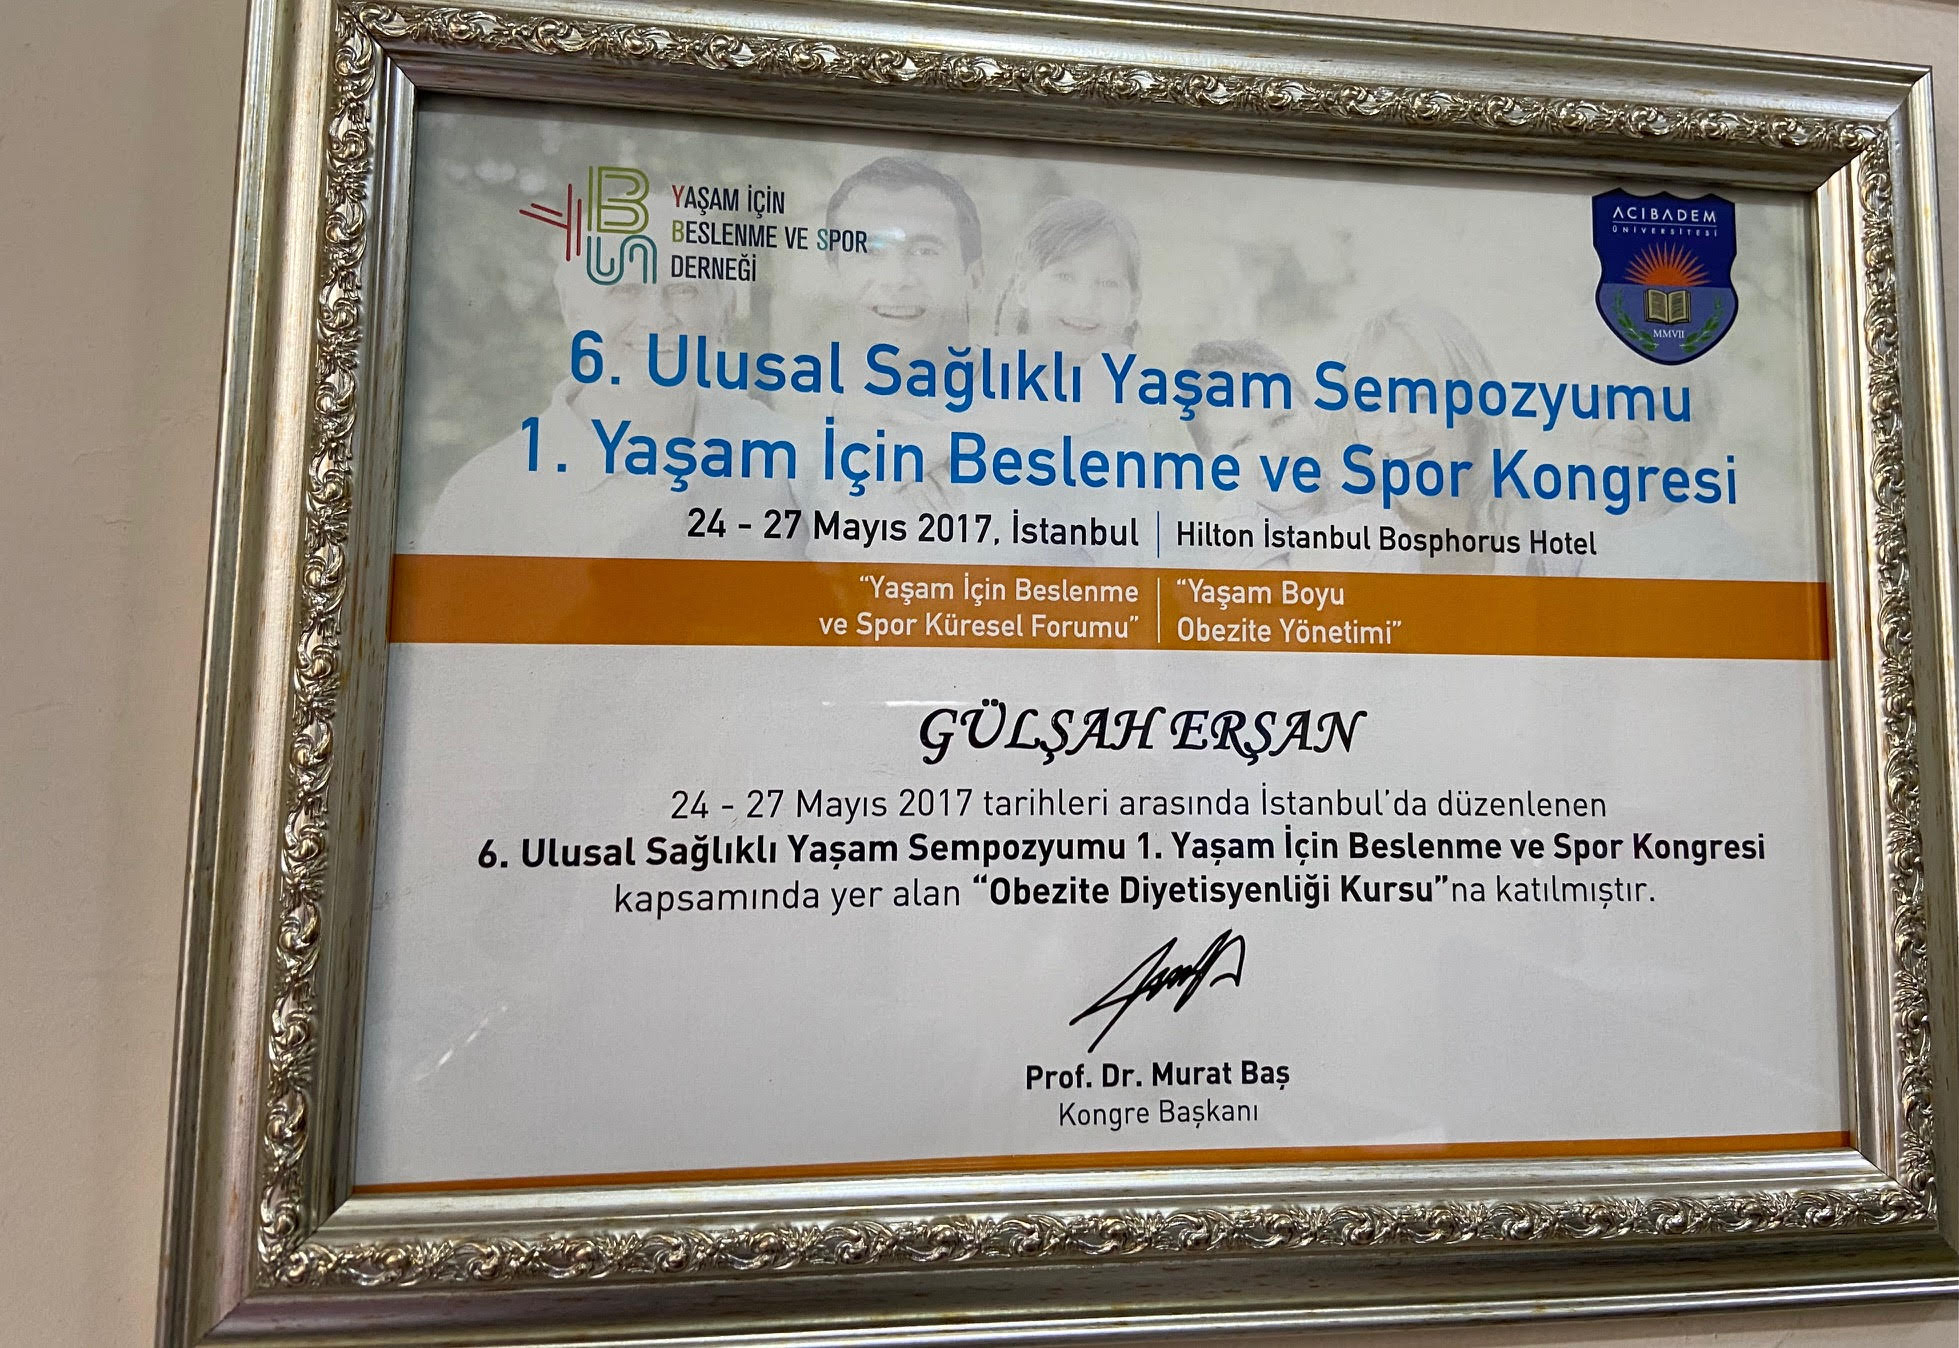 YAŞAM İÇİN
BESLENME VE SPOR
DERNEĞİ
ACIBADEM
ÜNİVERSİTESİ
MMVII
6. Ulusal Sağlıklı Yaşam Sempozyumu
1. Yaşam İçin Beslenme ve Spor Kongresi
24 - 27 Mayıs 2017, İstanbul | Hilton İstanbul Bosphorus Hotel
“Yaşam İçin Beslenme
ve Spor Küresel Forumu”
“Yaşam Boyu
Obezite Yönetimi”
GÜLŞAH ERŞAN
24 - 27 Mayıs 2017 tarihleri arasında İstanbul’da düzenlenen
6. Ulusal Sağlıklı Yaşam Sempozyumu 1. Yaşam İçin Beslenme ve Spor Kongresi
kapsamında yer alan “Obezite Diyetisyenliği Kursu”na katılmıştır.
Prof. Dr. Murat Baş
Kongre Başkanı